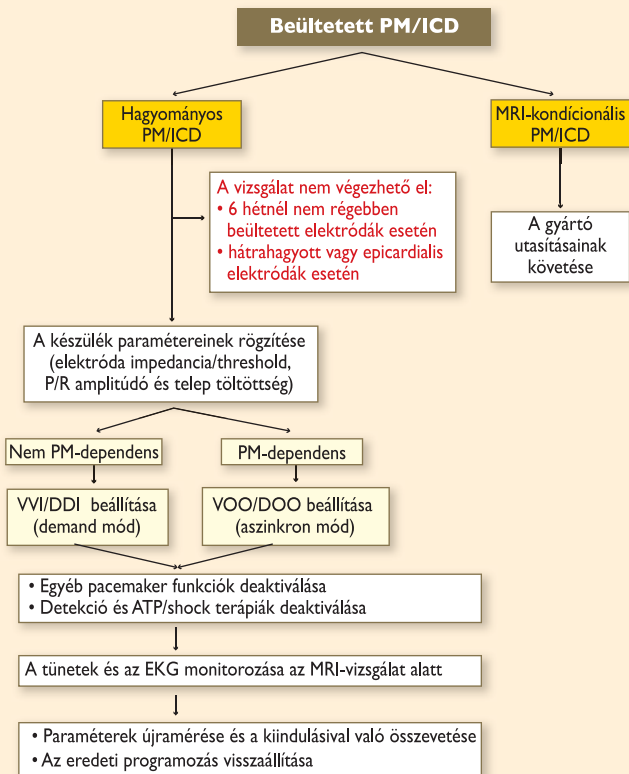 Beültetett PM/ICD
Hagyományos
PM/ICD
MRI-kondícionális
PM/ICD
A vizsgálat nem végezhető el:
• 6 hétnél nem régebben
beültetett elektródák esetén
• hátrahagyott vagy epicardialis
elektródák esetén
A gyártó
utasításainak
követése
A készülék paramétereinek rögzítése
(elektróda impedancia/threshold,
P/R amplitúdó és telep töltöttség)
Nem PM-dependens
PM-dependens
VVI/DDI beállítása
(demand mód)
VOO/DOO beállítása
(aszinkron mód)
• Egyéb pacemaker funkciók deaktiválása
• Detekció és ATP/shock terápiák deaktiválása
A tünetek és az EKG monitorozása az MRI-vizsgálat alatt
• Paraméterek újramérése és a kiindulásival való összevetése
• Az eredeti programozás visszaállítása